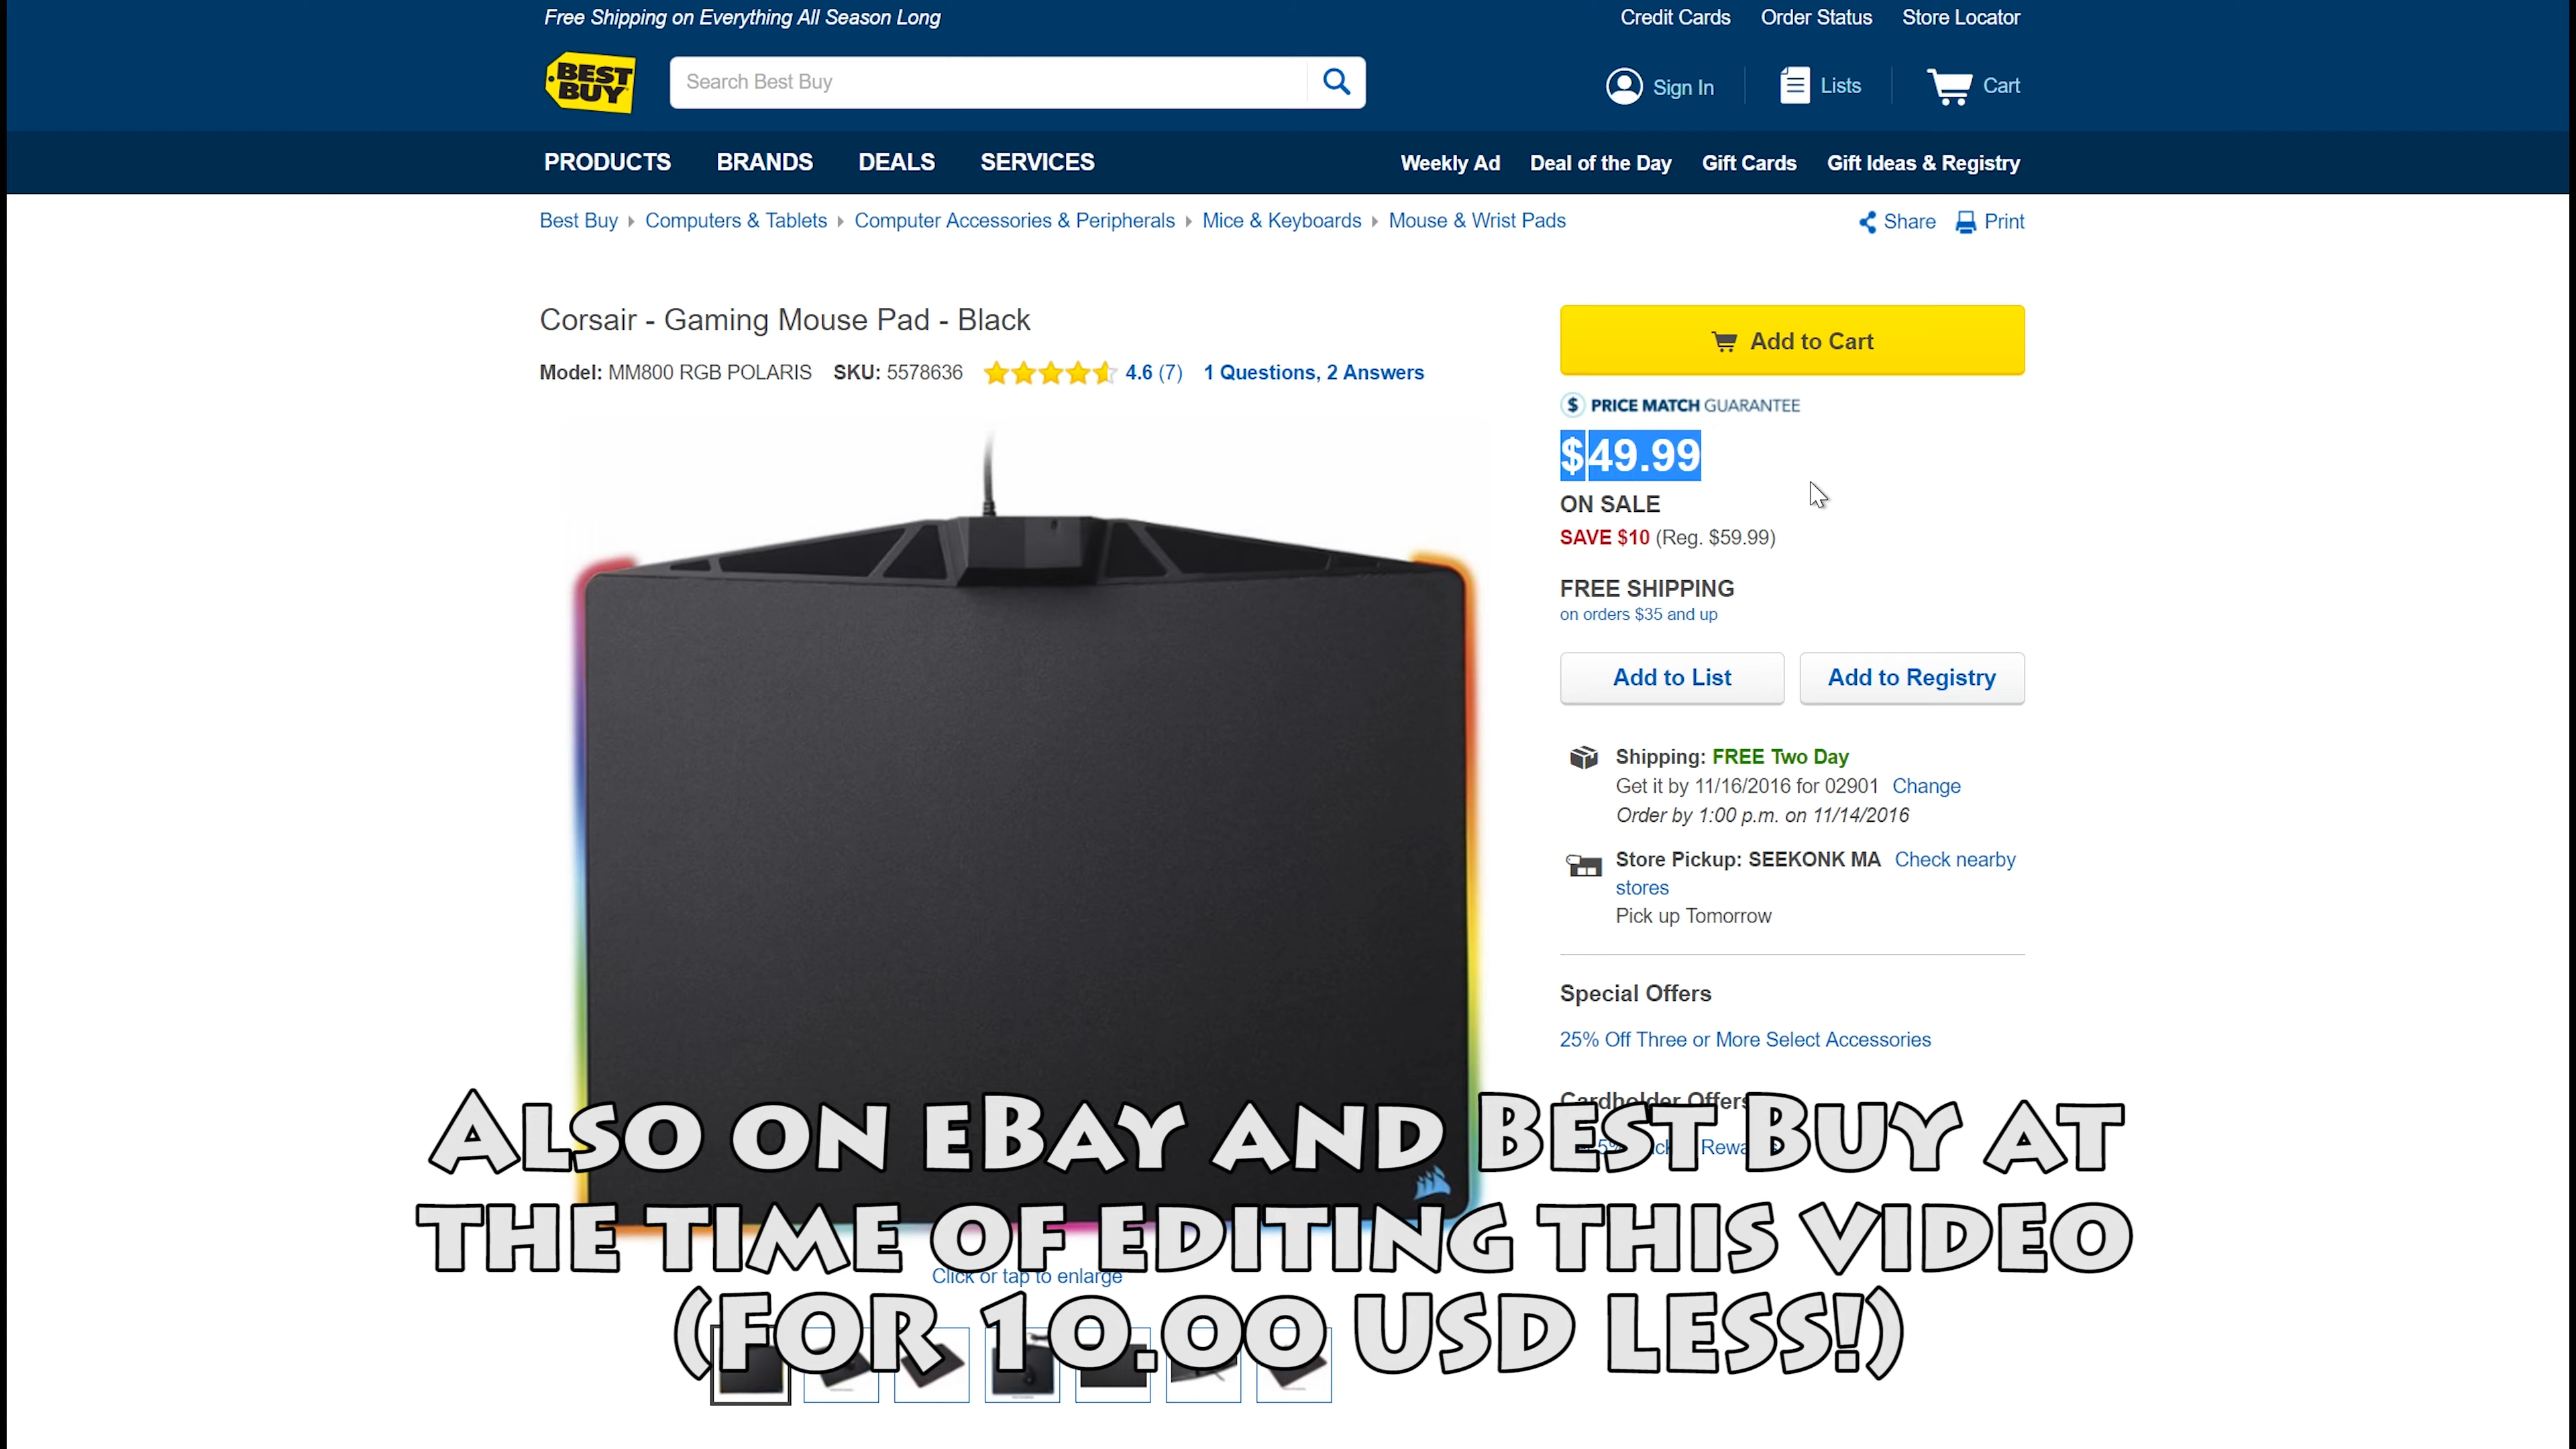 Free Shipping on Everything All Season Long
Credit Cards Order Status Store Locator
BEST BUY
Search Best Buy
Sign In Lists Cart
PRODUCTS BRANDS DEALS SERVICES
Weekly Ad Deal of the Day Gift Cards Gift Ideas & Registry
Best Buy Computers & Tablets Computer Accessories & Peripherals Mice & Keyboards Mouse & Wrist Pads
Share Print
Corsair - Gaming Mouse Pad - Black
Model: MM800 RGB POLARIS SKU: 5578636 4.6 (7) 1 Questions, 2 Answers
Add to Cart
$ PRICE MATCH GUARANTEE
$49.99
ON SALE
SAVE $10 (Reg. $59.99)
FREE SHIPPING
on orders $35 and up
Add to List Add to Registry
Shipping: FREE Two Day
Get it by 11/16/2016 for 02901 Change
Order by 1:00 p.m. on 11/14/2016
Store Pickup: SEEKONK MA Check nearby
stores
Pick up Tomorrow
Special Offers
25% Off Three or More Select Accessories
Cardholder Offers
ALSO ON EBAY AND BEST BUY AT
THE TIME OF EDITING THIS VIDEO
Click or tap to enlarge
(FOR 10.00 USD LESS!)